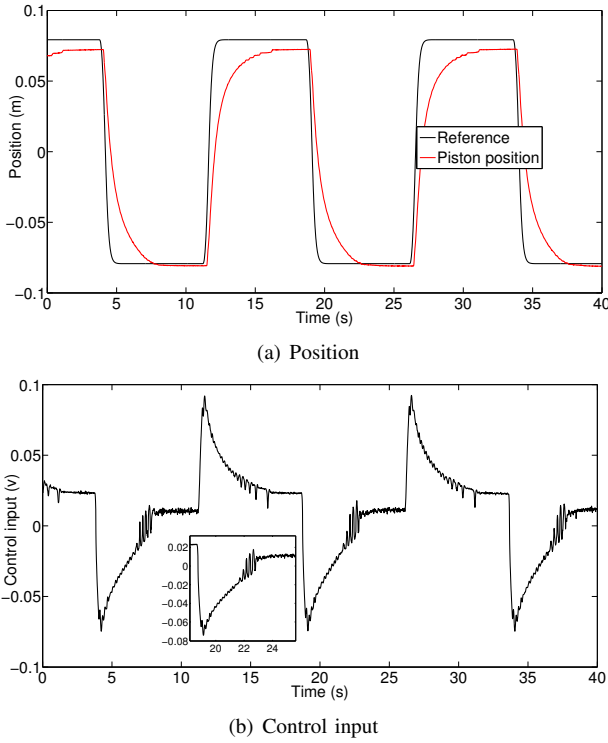 0.1
0.05
0
−0.05
−0.1
Position (m)
Reference
Piston position
0 5 10 15 20 25 30 35 40
Time (s)
(a) Position
0.1
0.05
0
−0.05
−0.1
Control input (v)
0.02
0
−0.02
−0.04
−0.06
−0.08
20 22 24
0 5 10 15 20 25 30 35 40
Time (s)
(b) Control input